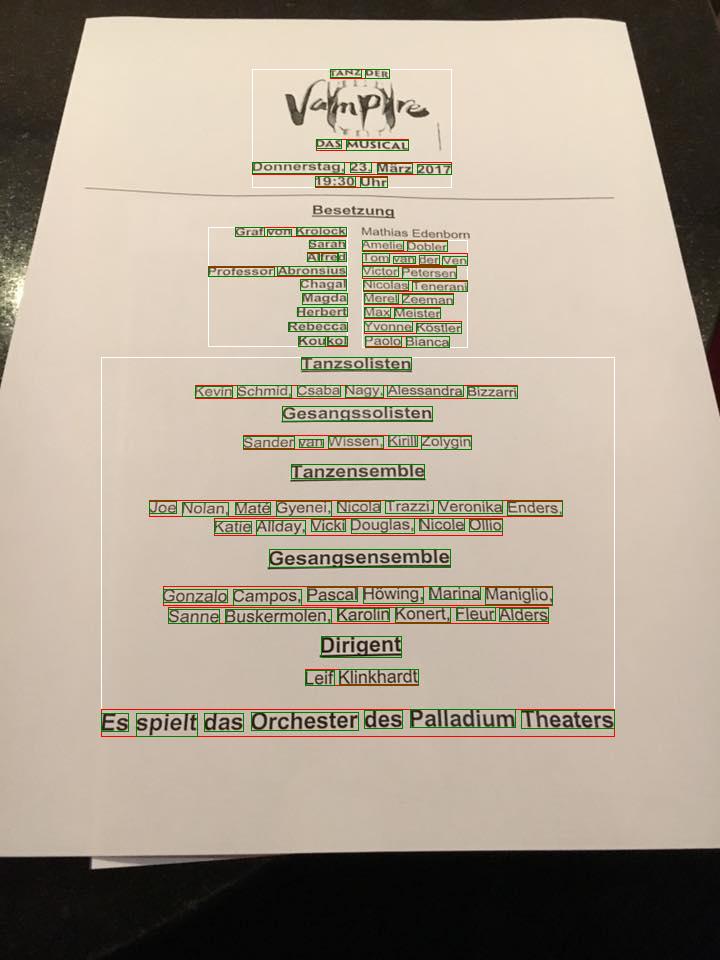 TANZ DER
Vampire
DAS MUSICAL
Donnerstag, 23. März 2017
19:30 Uhr
Besetzung
Graf von Krolock Mathias Edenborn
Sarah Amelie Dobler
Alfred Tom van der Ven
Professor Abronsius Victor Petersen
Chagal Nicolas Tenerani
Magda Merel Zeeman
Herbert Max Meister
Rebecca Yvonne Köstler
Koukol Paolo Bianca
Tanzsolisten
Kevin Schmid, Csaba Nagy, Alessandra Bizzarri
Gesangssolisten
Sander van Wissen, Kirill Zolygin
Tanzensemble
Joe Nolan, Maté Gyenei, Nicola Trazzi, Veronika Enders,
Katie Allday, Vicki Douglas, Nicole Ollio
Gesangsensemble
Gonzalo Campos, Pascal Höwing, Marina Maniglio,
Sanne Buskermolen, Karolin Konert, Fleur Alders
Dirigent
Leif Klinkhardt
Es spielt das Orchester des Palladium Theaters